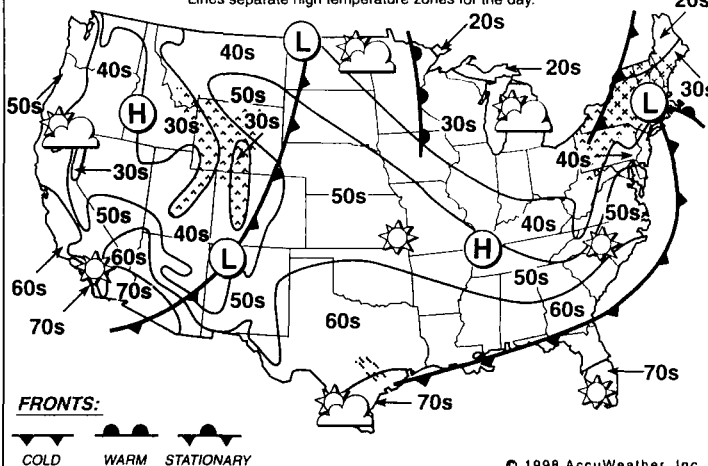 Lines separate high temperature zones for the day.
20s
20s
40s
L
20s
40s
50s
30s
50s
H
30s
30s
30s
L
40s
30s
50s
50s
50s
40s
40s
H
60s
L
50s
60s
70s
50s
60s
60s
70s
70s
70s
FRONTS:
COLD WARM STATIONARY
© 1998 AccuWeather, Inc.